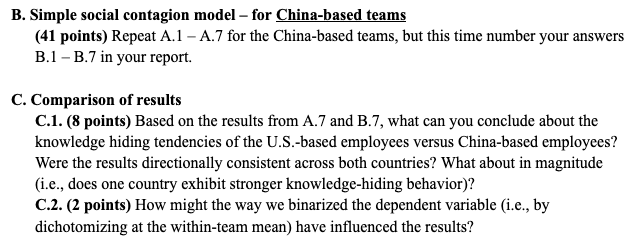 B. Simple social contagion model – for China-based teams
(41 points) Repeat A.1 – A.7 for the China-based teams, but this time number your answers
B.1 – B.7 in your report.
C. Comparison of results
C.1. (8 points) Based on the results from A.7 and B.7, what can you conclude about the
knowledge hiding tendencies of the U.S.-based employees versus China-based employees?
Were the results directionally consistent across both countries? What about in magnitude
(i.e., does one country exhibit stronger knowledge-hiding behavior)?
C.2. (2 points) How might the way we binarized the dependent variable (i.e., by
dichotomizing at the within-team mean) have influenced the results?